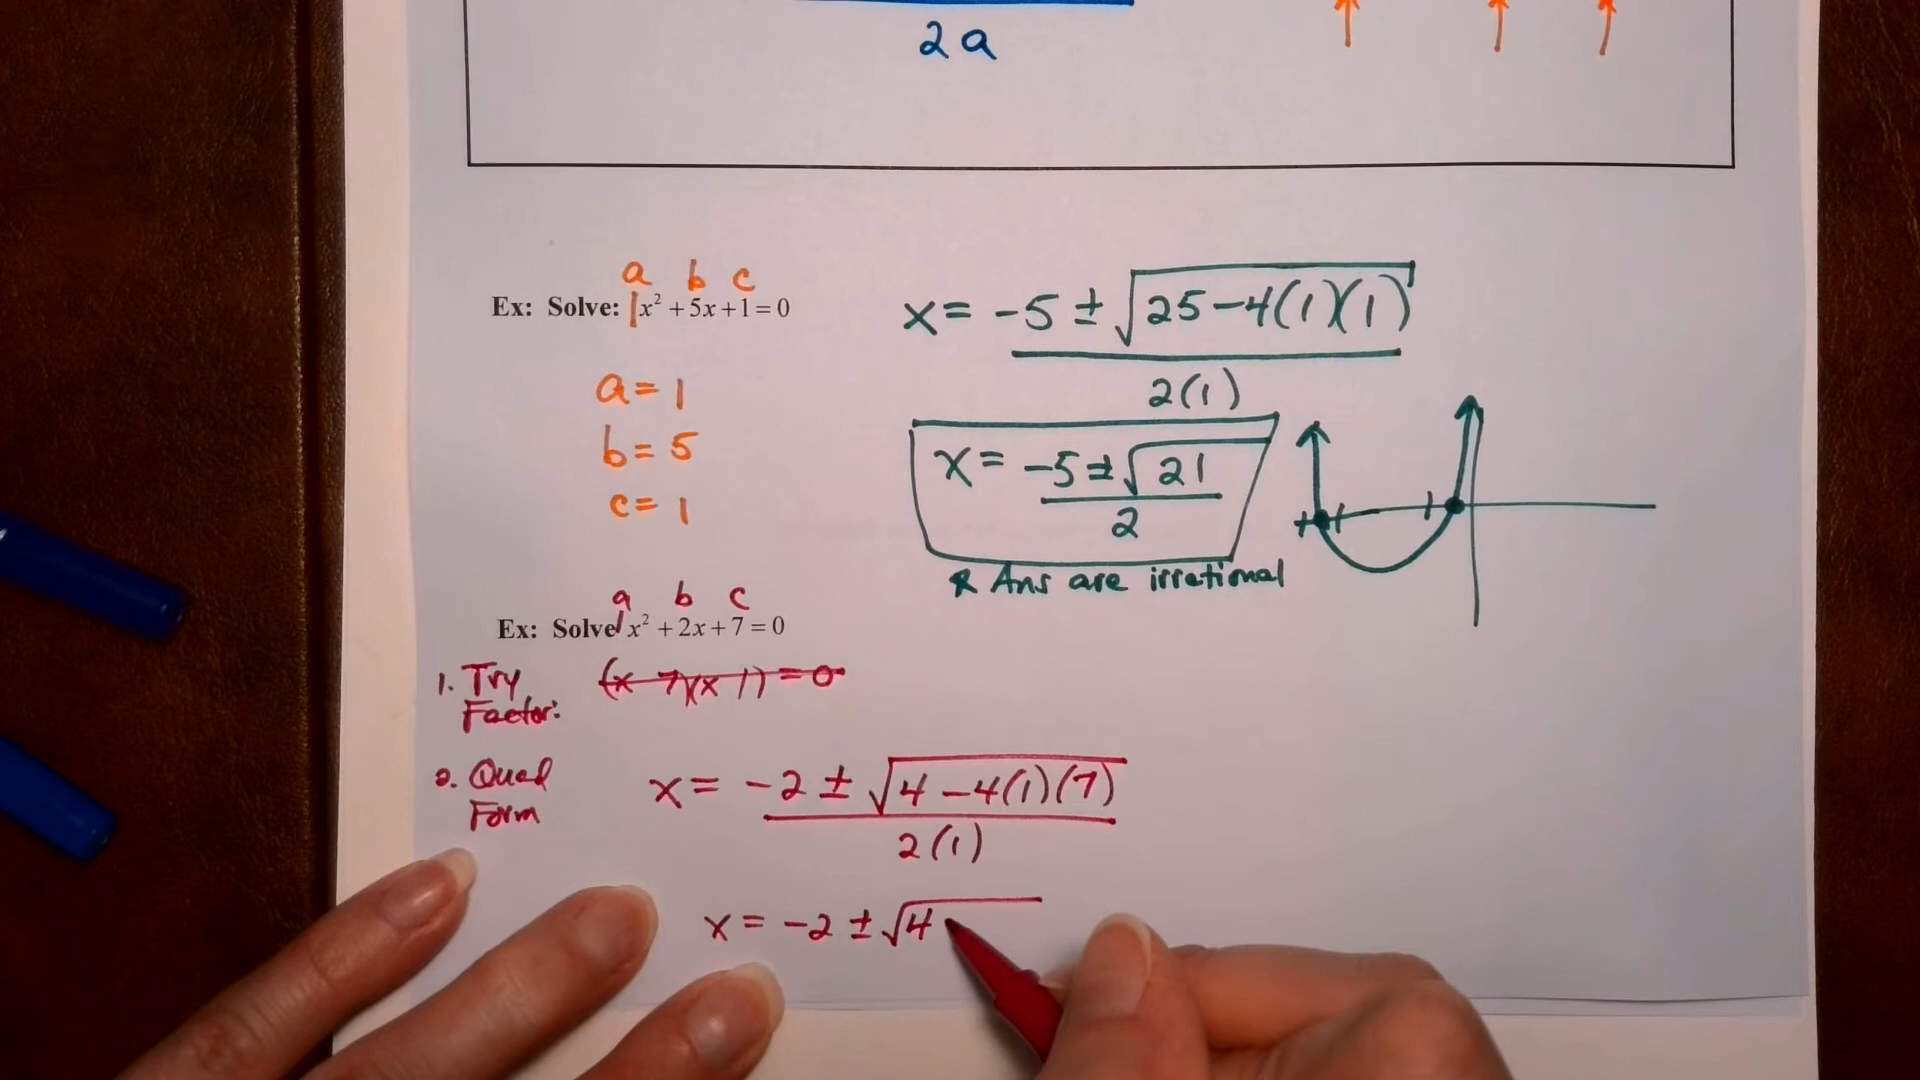 2a
a b c
Ex: Solve: 1x² + 5x + 1 = 0
x = -5 ± √25-4(1)(1)
2(1)
a = 1
b = 5
c = 1
x = -5 ± √21
2
* Ans are irrational
a b c
Ex: Solve 1x² + 2x + 7 = 0
1. Try (x 7)(x 1) = 0
Factor:
2. Quad
Form
x = -2 ± √4-4(1)(7)
2(1)
x = -2 ± √4